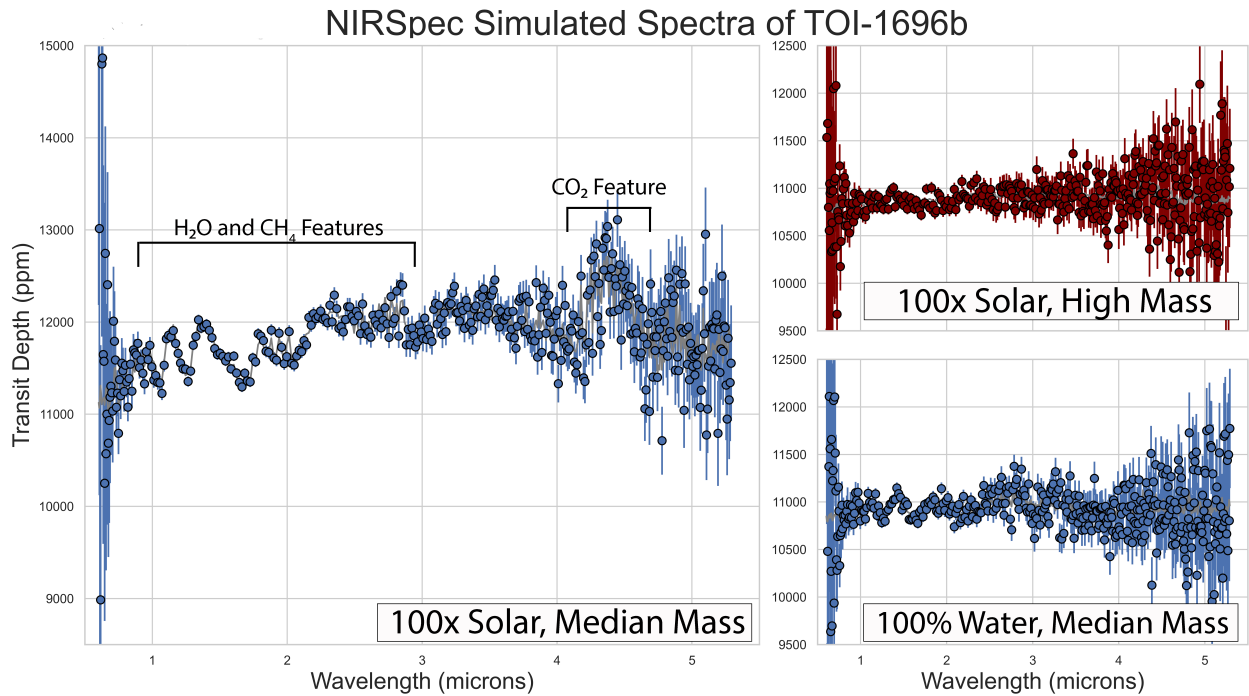 NIRSpec Simulated Spectra of TOI-1696b
Transit Depth (ppm)
15000
14000
13000
12000
11000
10000
9000
H₂O and CH₄ Features
CO₂ Feature
100x Solar, Median Mass
1 2 3 4 5
Wavelength (microns)
12500
12000
11500
11000
10500
10000
9500
100x Solar, High Mass
12500
12000
11500
11000
10500
10000
9500
100% Water, Median Mass
1 2 3 4 5
Wavelength (microns)